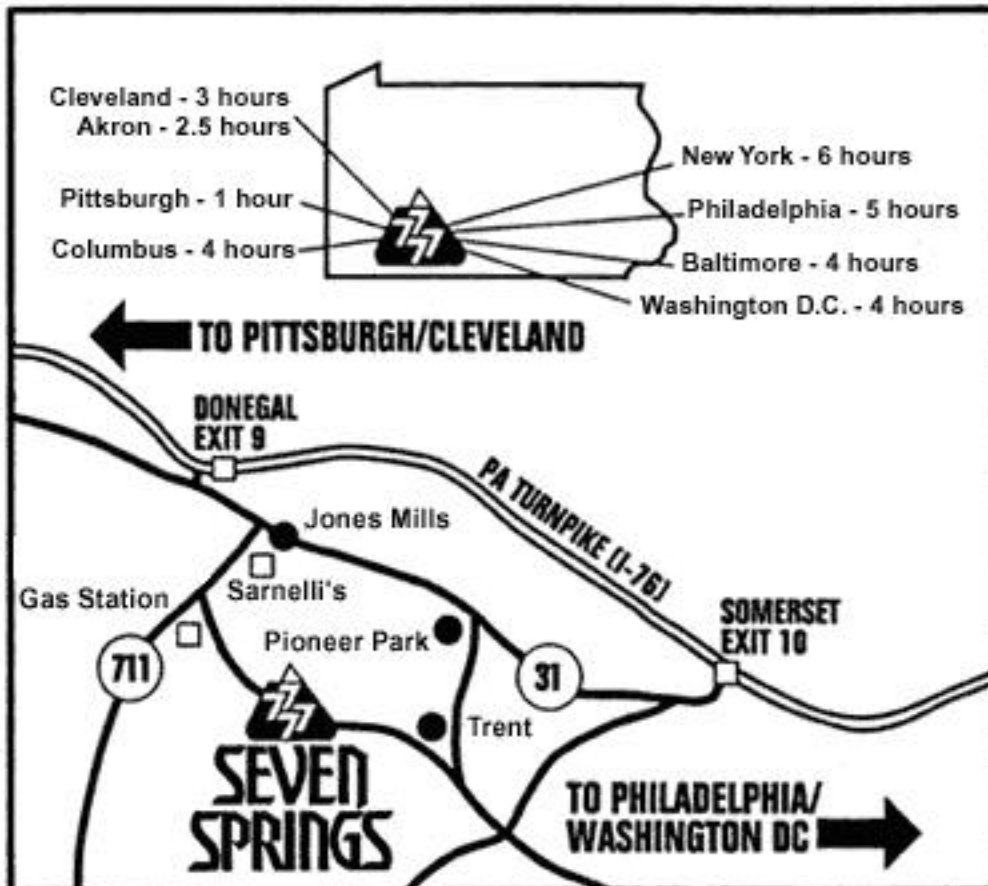 Cleveland - 3 hours
Akron - 2.5 hours
Pittsburgh - 1 hour
Columbus - 4 hours
New York - 6 hours
Philadelphia - 5 hours
Baltimore - 4 hours
Washington D.C. - 4 hours
TO PITTSBURGH/CLEVELAND
DONEGAL
EXIT 9
Jones Mills
PA TURNPIKE (I-76)
Sarnelli's
Gas Station
Pioneer Park
SOMERSET
EXIT 10
711
31
Trent
SEVEN
SPRINGS
TO PHILADELPHIA/
WASHINGTON DC